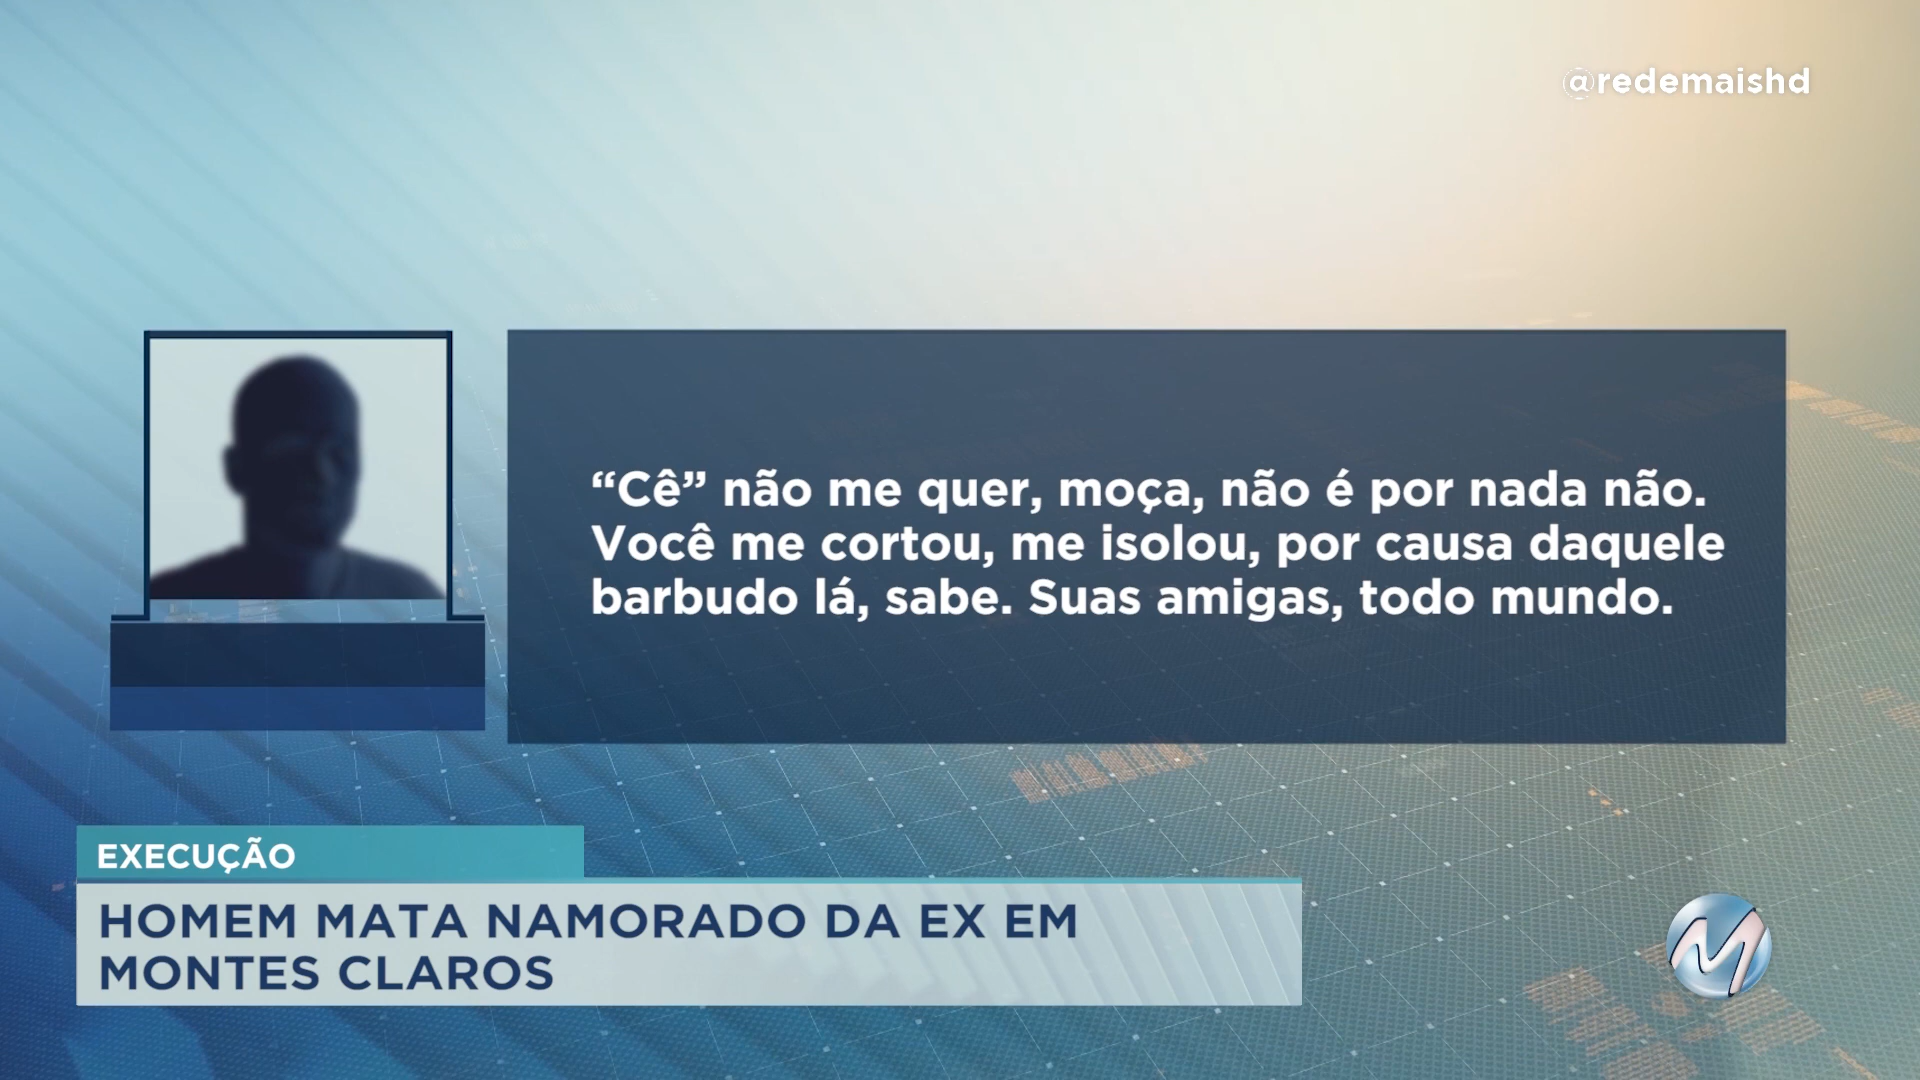 @redemaishd
“Cê” não me quer, moça, não é por nada não.
Você me cortou, me isolou, por causa daquele
barbudo lá, sabe. Suas amigas, todo mundo.
EXECUÇÃO
HOMEM MATA NAMORADO DA EX EM
MONTES CLAROS
M